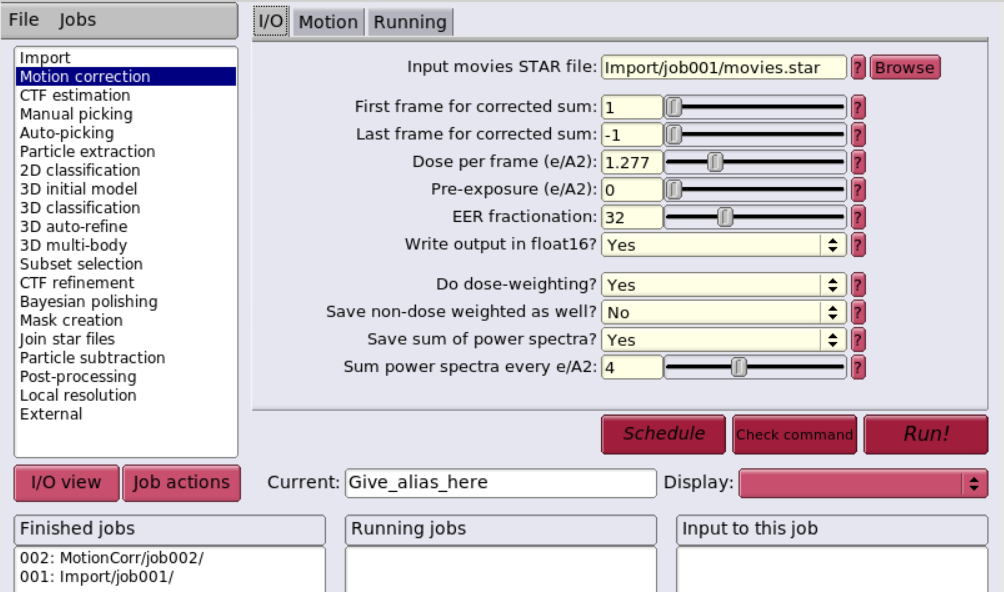 File Jobs
I/O Motion Running
Import
Motion correction
CTF estimation
Manual picking
Auto-picking
Particle extraction
2D classification
3D initial model
3D classification
3D auto-refine
3D multi-body
Subset selection
CTF refinement
Bayesian polishing
Mask creation
Join star files
Particle subtraction
Post-processing
Local resolution
External
Input movies STAR file: Import/job001/movies.star ? Browse
First frame for corrected sum: 1 ?
Last frame for corrected sum: -1 ?
Dose per frame (e/A2): 1.277 ?
Pre-exposure (e/A2): 0 ?
EER fractionation: 32 ?
Write output in float16? Yes ?
Do dose-weighting? Yes ?
Save non-dose weighted as well? No ?
Save sum of power spectra? Yes ?
Sum power spectra every e/A2: 4 ?
Schedule Check command Run!
I/O view Job actions Current: Give_alias_here Display:
Finished jobs Running jobs Input to this job
002: MotionCorr/job002/
001: Import/job001/